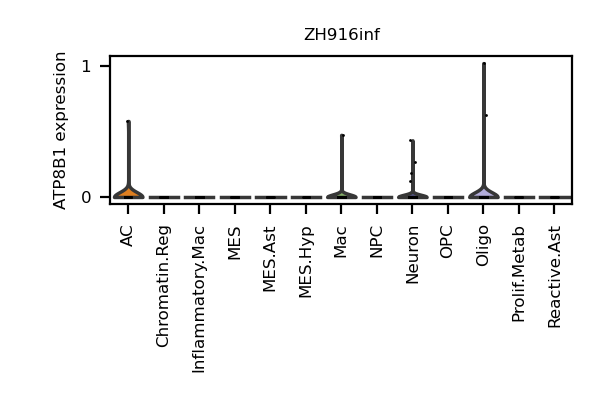 ZH916inf
ATP8B1 expression
1
0
AC
Chromatin.Reg
Inflammatory.Mac
MES
MES.Ast
MES.Hyp
Mac
NPC
Neuron
OPC
Oligo
Prolif.Metab
Reactive.Ast